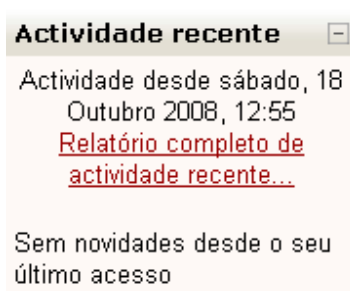 Actividade recente
Actividade desde sábado, 18
Outubro 2008, 12:55
Relatório completo de
actividade recente...
Sem novidades desde o seu
último acesso